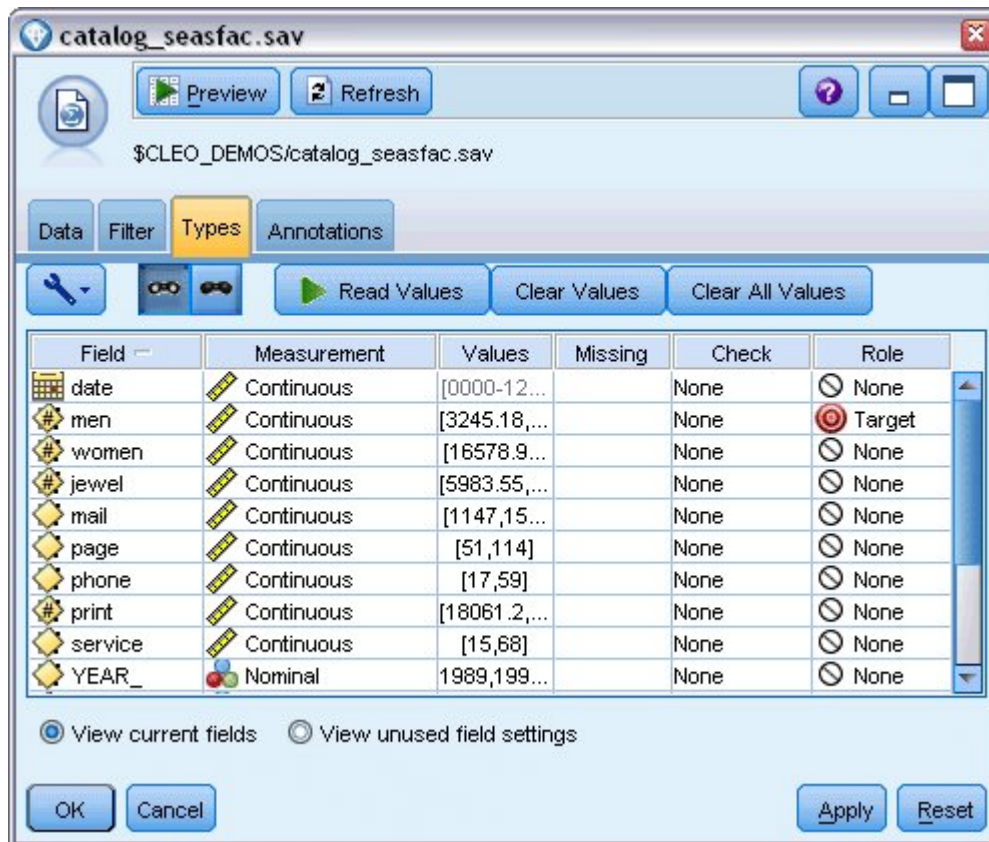 catalog_seasfac.sav
Preview Refresh
$CLEO_DEMOS/catalog_seasfac.sav
Data Filter Types Annotations
Read Values Clear Values Clear All Values
Field Measurement Values Missing Check Role
date Continuous [0000-12... None None
men Continuous [3245.18,... None Target
women Continuous [16578.9... None None
jewel Continuous [5983.55,... None None
mail Continuous [1147,15... None None
page Continuous [51,114] None None
phone Continuous [17,59] None None
print Continuous [18061.2,... None None
service Continuous [15,68] None None
YEAR_ Nominal 1989,199... None None
View current fields View unused field settings
OK Cancel Apply Reset